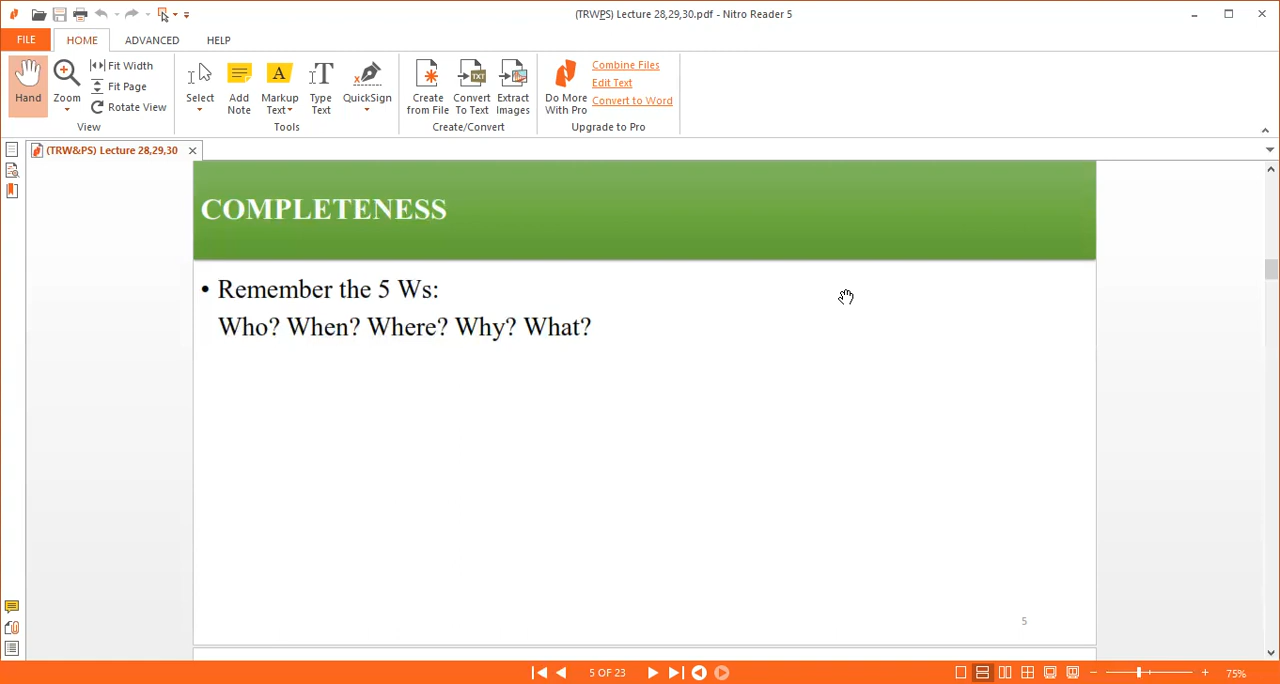 (TRWPS) Lecture 28,29,30.pdf - Nitro Reader 5
FILE HOME ADVANCED HELP
Hand
Zoom
Fit Width
Fit Page
Rotate View
View
Select
Add Note
Markup Text
Type Text
QuickSign
Tools
Create from File
Convert To Text
Extract Images
Create/Convert
Do More With Pro
Combine Files
Edit Text
Convert to Word
Upgrade to Pro
(TRW&PS) Lecture 28,29,30
COMPLETENESS
• Remember the 5 Ws:
Who? When? Where? Why? What?
5
5 OF 23
75%